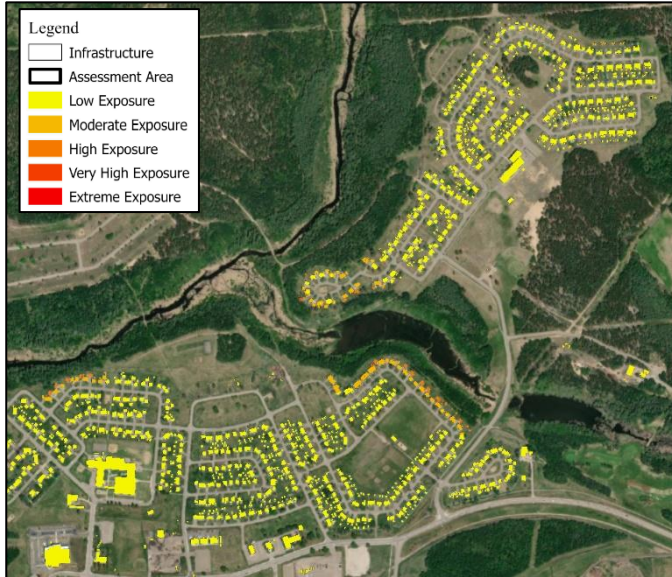 Legend
Infrastructure
Assessment Area
Low Exposure
Moderate Exposure
High Exposure
Very High Exposure
Extreme Exposure